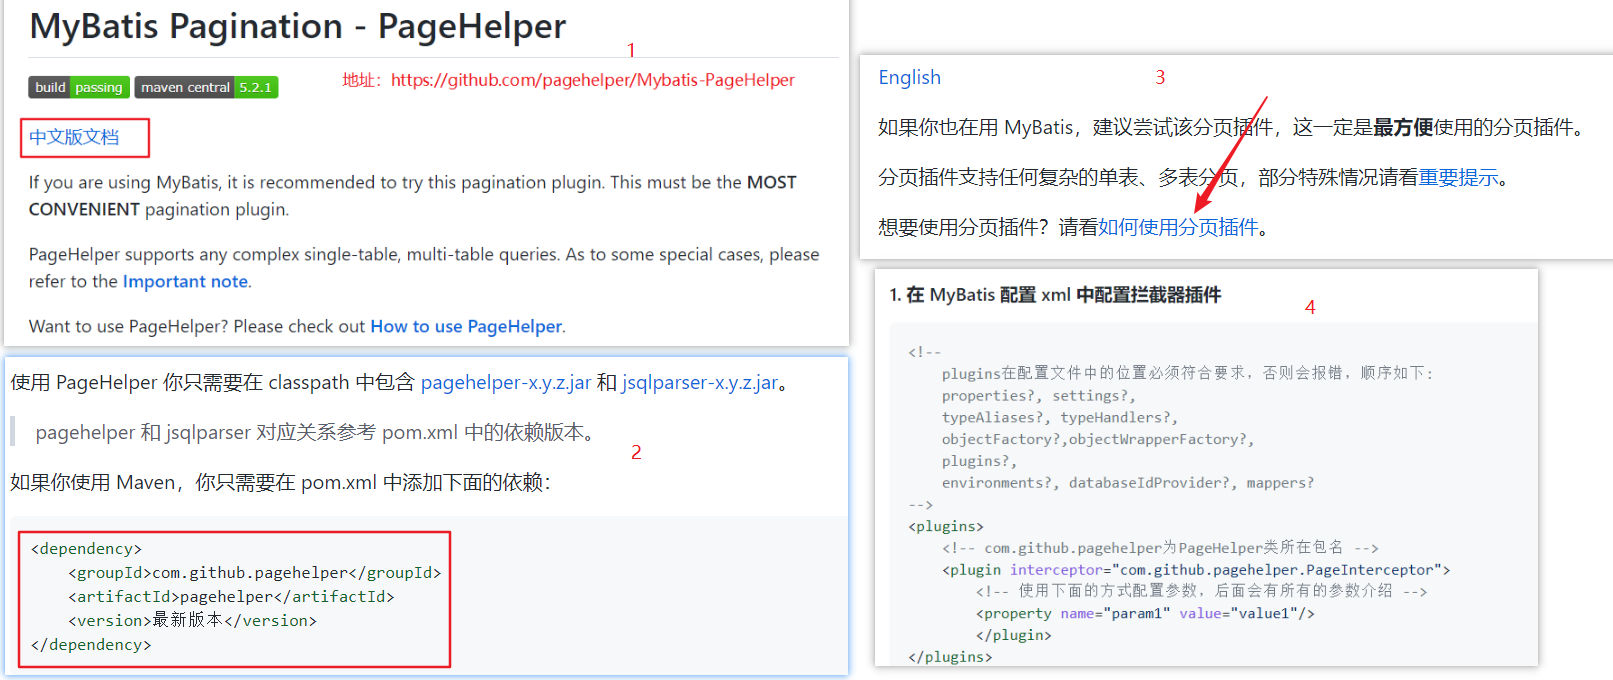 MyBatis Pagination - PageHelper
1
build passing maven central 5.2.1
地址：https://github.com/pagehelper/Mybatis-PageHelper
中文版文档
If you are using MyBatis, it is recommended to try this pagination plugin. This must be the MOST
CONVENIENT pagination plugin.
PageHelper supports any complex single-table, multi-table queries. As to some special cases, please
refer to the Important note.
Want to use PageHelper? Please check out How to use PageHelper.
使用 PageHelper 你只需要在 classpath 中包含 pagehelper-x.y.z.jar 和 jsqlparser-x.y.z.jar。
pagehelper 和 jsqlparser 对应关系参考 pom.xml 中的依赖版本。
2
如果你使用 Maven，你只需要在 pom.xml 中添加下面的依赖：
<dependency>
<groupId>com.github.pagehelper</groupId>
<artifactId>pagehelper</artifactId>
<version>最新版本</version>
</dependency>
English
3
如果你也在用 MyBatis，建议尝试该分页插件，这一定是最方便使用的分页插件。
分页插件支持任何复杂的单表、多表分页，部分特殊情况请看重要提示。
想要使用分页插件？请看如何使用分页插件。
1. 在 MyBatis 配置 xml 中配置拦截器插件
4
<!--
plugins在配置文件中的位置必须符合要求，否则会报错，顺序如下:
properties?, settings?,
typeAliases?, typeHandlers?,
objectFactory?,objectWrapperFactory?,
plugins?,
environments?, databaseIdProvider?, mappers?
-->
<plugins>
<!-- com.github.pagehelper为PageHelper类所在包名 -->
<plugin interceptor="com.github.pagehelper.PageInterceptor">
<!-- 使用下面的方式配置参数，后面会有所有的参数介绍 -->
<property name="param1" value="value1"/>
</plugin>
</plugins>